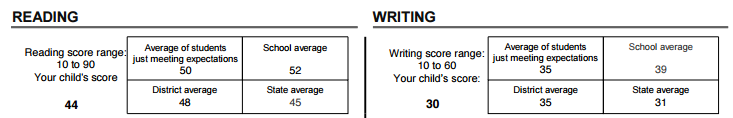 READING
Reading score range:
10 to 90
Your child's score
44
Average of students
just meeting expectations
50
School average
52
District average
48
State average
45
WRITING
Writing score range:
10 to 60
Your child's score:
30
Average of students
just meeting expectations
35
School average
39
District average
35
State average
31